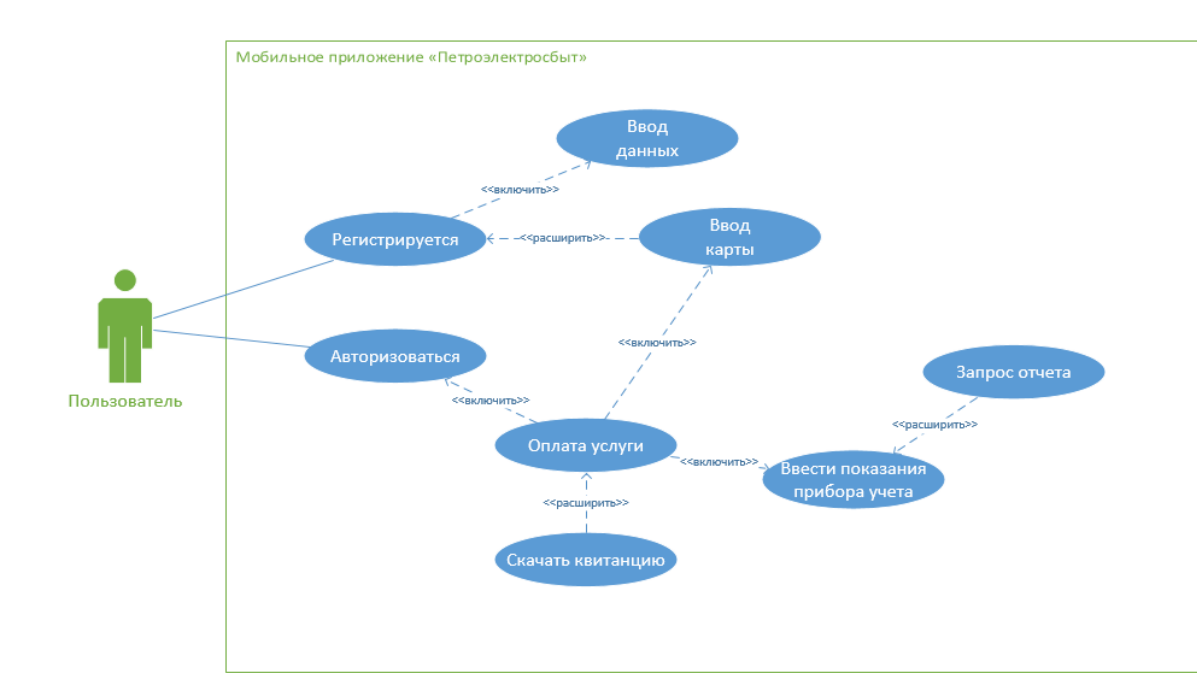 Мобильное приложение «Петроэлектросбыт»
Ввод
данных
<<включить>>
Регистрируется
<<расширить>>
Ввод
карты
<<включить>>
Авторизоваться
Запрос отчета
Пользователь
<<включить>>
<<расширить>>
Оплата услуги
<<включить>>
Ввести показания
прибора учета
<<расширить>>
Скачать квитанцию